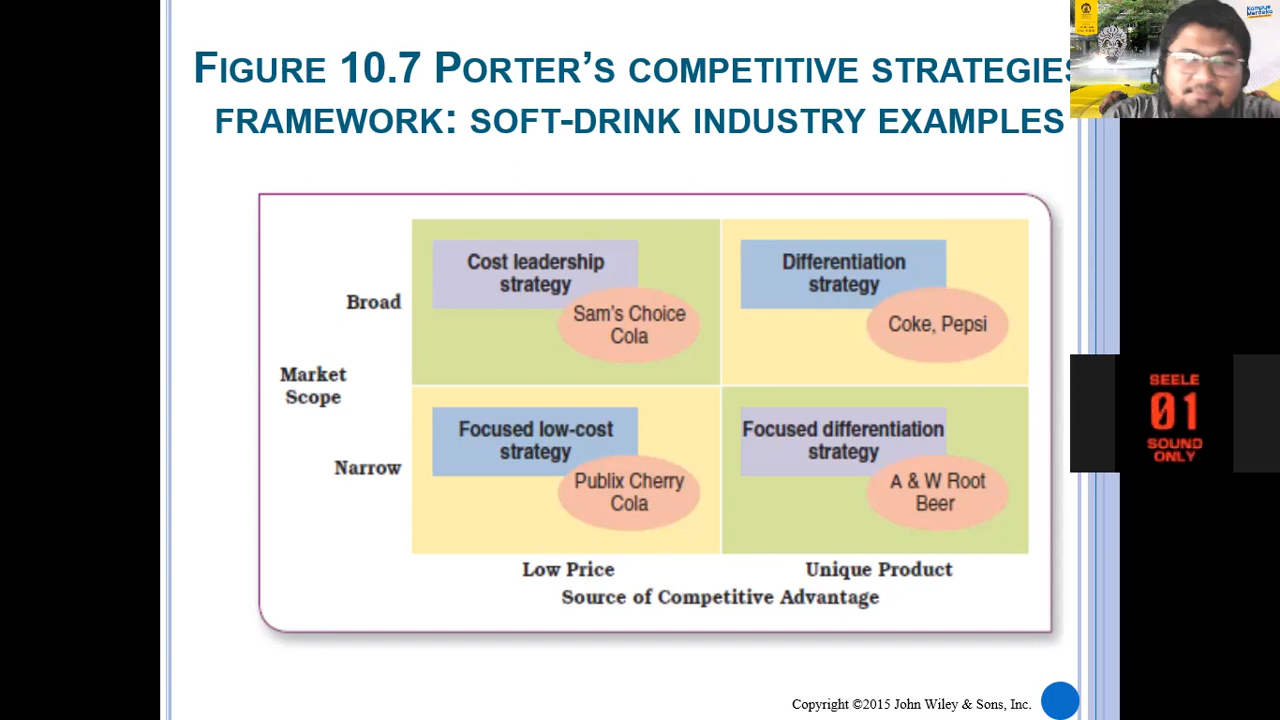 FIGURE 10.7 PORTER'S COMPETITIVE STRATEGIES
FRAMEWORK: SOFT-DRINK INDUSTRY EXAMPLES
Kampus
Merdeka
Cost leadership
strategy
Sam's Choice
Cola
Differentiation
strategy
Coke, Pepsi
Broad
Market
Scope
Focused low-cost
strategy
Publix Cherry
Cola
Focused differentiation
strategy
A & W Root
Beer
Narrow
Low Price
Unique Product
Source of Competitive Advantage
SEELE
01
SOUND
ONLY
Copyright ©2015 John Wiley & Sons, Inc.